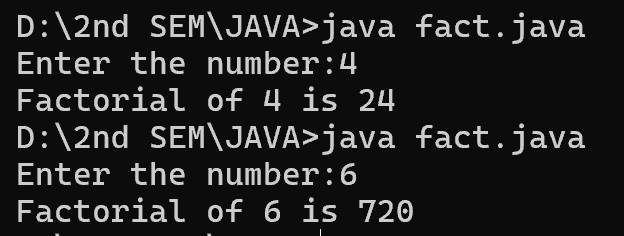 D:\2nd SEM\JAVA>java fact.java
Enter the number:4
Factorial of 4 is 24
D:\2nd SEM\JAVA>java fact.java
Enter the number:6
Factorial of 6 is 720